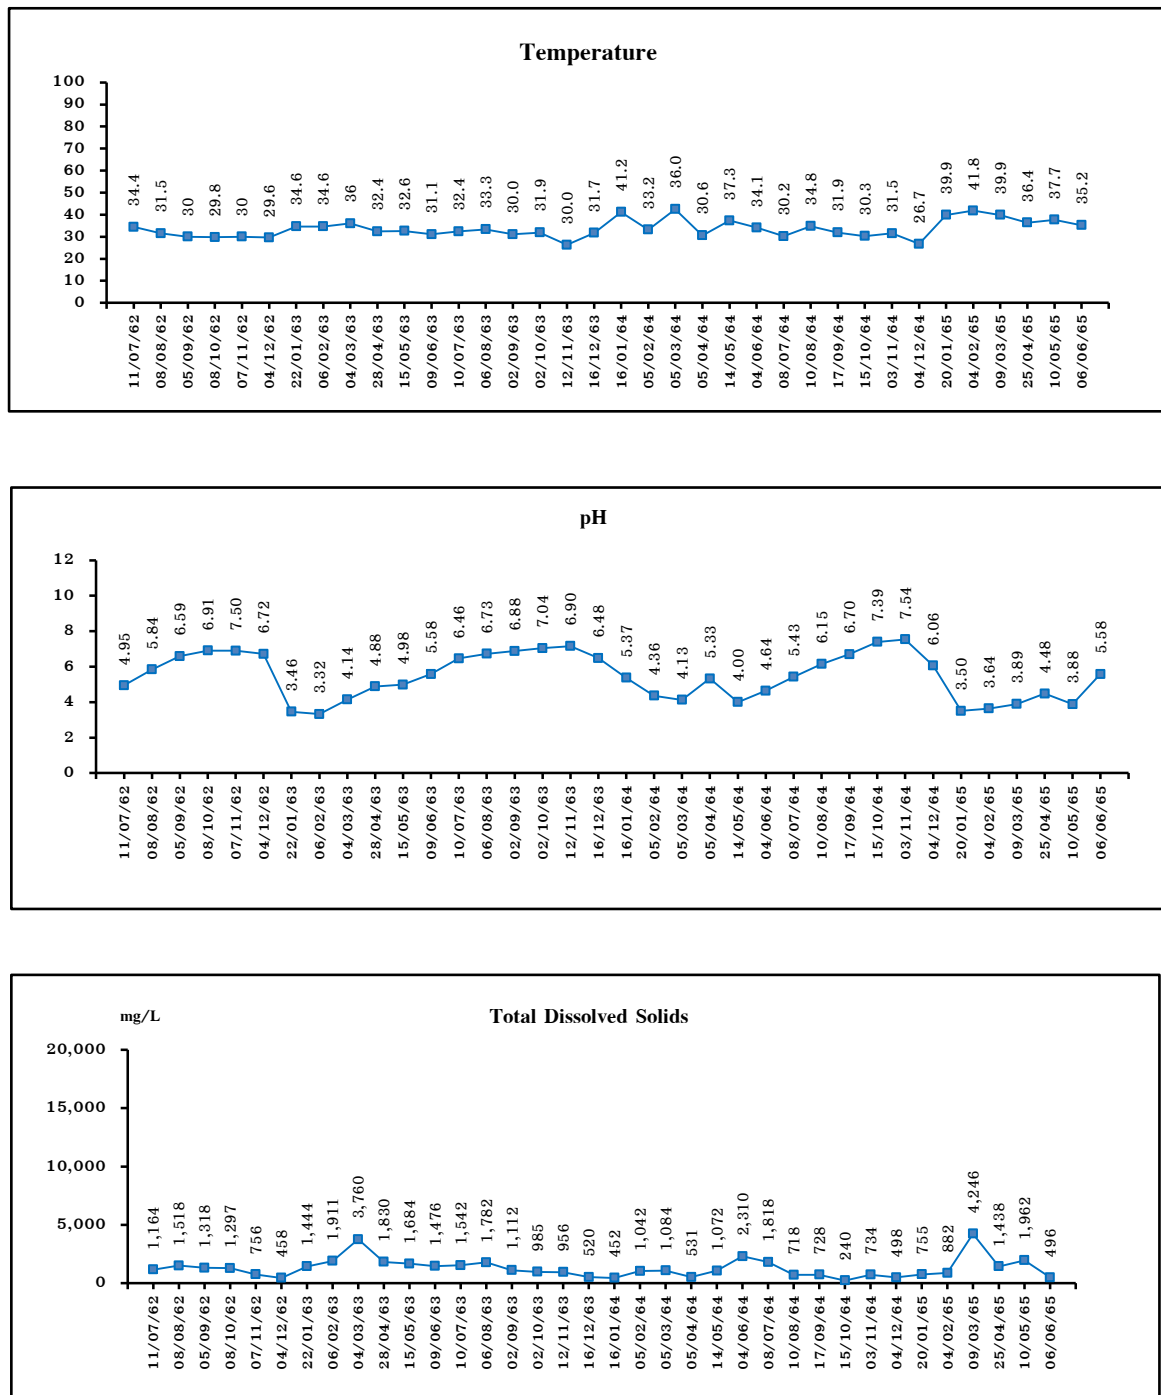 Temperature
100
90
80
70
60
50
40
30
20
10
0
34.4 31.5 30 29.8 30 29.6 34.6 34.6 36 32.4 32.6 31.1 32.4 33.3 30.0 31.9 30.0 31.7 41.2 33.2 36.0 30.6 37.3 34.1 30.2 34.8 31.9 30.3 31.5 26.7 39.9 41.8 39.9 36.4 37.7 35.2
11/07/62 08/08/62 05/09/62 08/10/62 07/11/62 04/12/62 22/01/63 06/02/63 04/03/63 28/04/63 15/05/63 09/06/63 10/07/63 06/08/63 02/09/63 02/10/63 12/11/63 16/12/63 16/01/64 05/02/64 05/03/64 05/04/64 14/05/64 04/06/64 08/07/64 10/08/64 17/09/64 15/10/64 03/11/64 04/12/64 20/01/65 04/02/65 09/03/65 25/04/65 10/05/65 06/06/65
pH
12
10
8
6
4
2
0
4.95 5.84 6.59 6.91 7.50 6.72 3.46 3.32 4.14 4.88 4.98 5.58 6.46 6.73 6.88 7.04 6.90 6.48 5.37 4.36 4.13 5.33 4.00 4.64 5.43 6.15 6.70 7.39 7.54 6.06 3.50 3.64 3.89 4.48 3.88 5.58
11/07/62 08/08/62 05/09/62 08/10/62 07/11/62 04/12/62 22/01/63 06/02/63 04/03/63 28/04/63 15/05/63 09/06/63 10/07/63 06/08/63 02/09/63 02/10/63 12/11/63 16/12/63 16/01/64 05/02/64 05/03/64 05/04/64 14/05/64 04/06/64 08/07/64 10/08/64 17/09/64 15/10/64 03/11/64 04/12/64 20/01/65 04/02/65 09/03/65 25/04/65 10/05/65 06/06/65
mg/L
Total Dissolved Solids
20,000
15,000
10,000
5,000
0
1,164 1,518 1,318 1,297 756 458 1,444 1,911 3,760 1,830 1,684 1,476 1,542 1,782 1,112 985 956 520 452 1,042 1,084 531 1,072 2,310 1,818 718 728 240 734 498 755 882 4,246 1,438 1,962 496
11/07/62 08/08/62 05/09/62 08/10/62 07/11/62 04/12/62 22/01/63 06/02/63 04/03/63 28/04/63 15/05/63 09/06/63 10/07/63 06/08/63 02/09/63 02/10/63 12/11/63 16/12/63 16/01/64 05/02/64 05/03/64 05/04/64 14/05/64 04/06/64 08/07/64 10/08/64 17/09/64 15/10/64 03/11/64 04/12/64 20/01/65 04/02/65 09/03/65 25/04/65 10/05/65 06/06/65